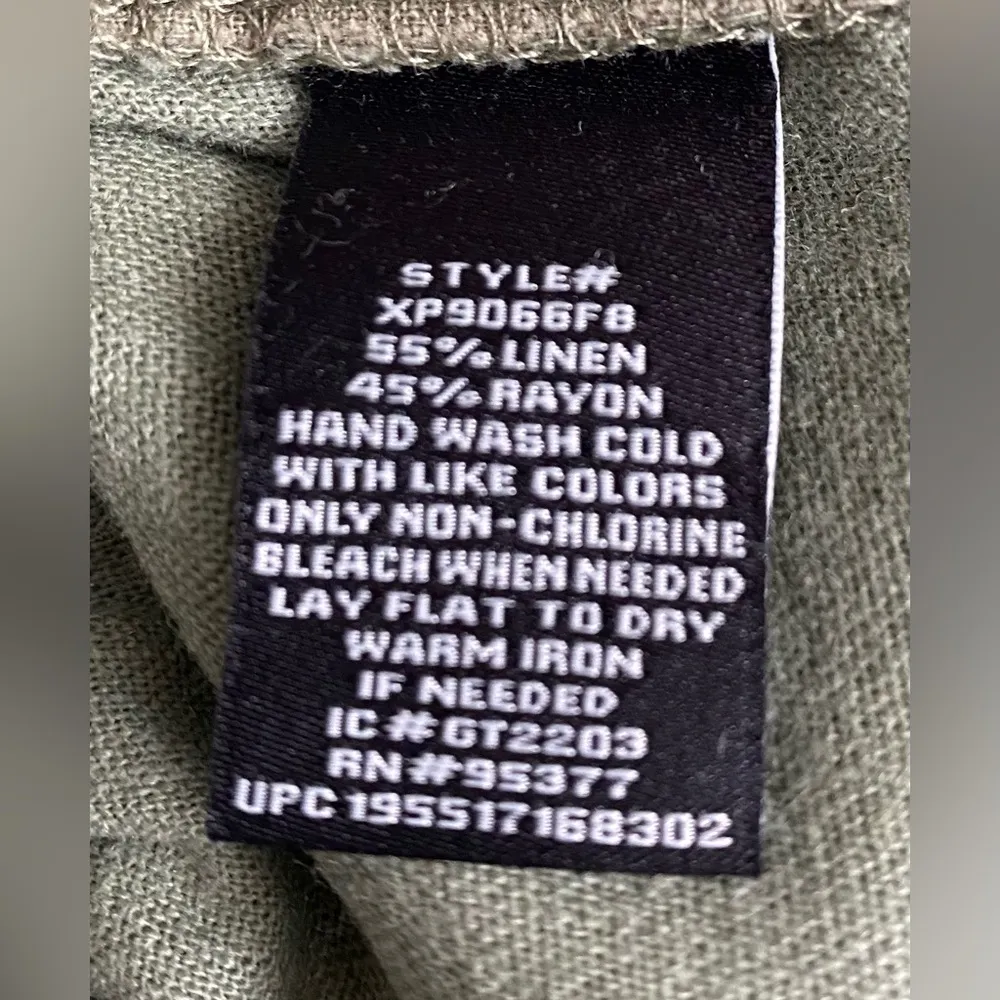 STYLE#
XP9066F8
55% LINEN
45% RAYON
HAND WASH COLD
WITH LIKE COLORS
ONLY NON-CHLORINE
BLEACH WHEN NEEDED
LAY FLAT TO DRY
WARM IRON
IF NEEDED
IC # GT2203
RN #95377
UPC 195517168302